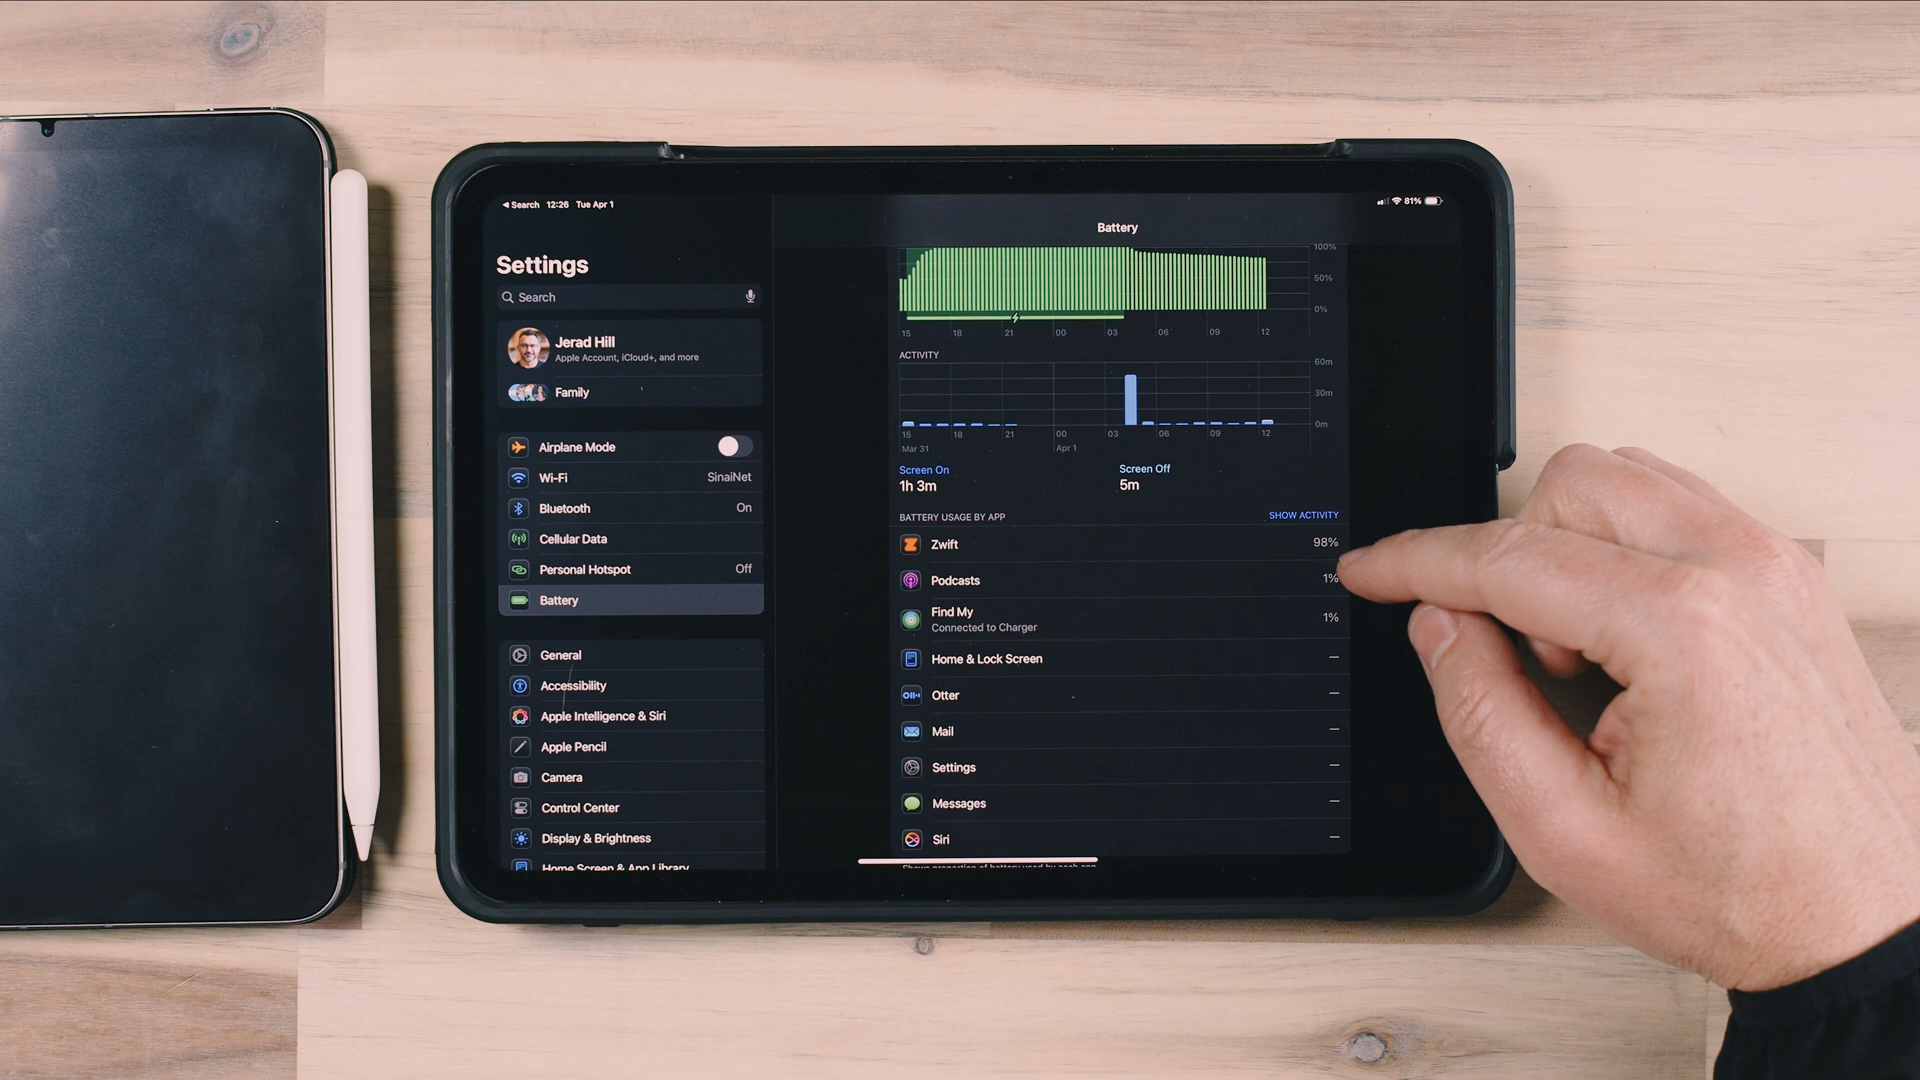 ◀ Search 12:26 Tue Apr 1
81%
Settings
Search
Jerad Hill
Apple Account, iCloud+, and more
Family
Airplane Mode
Wi-Fi SinaiNet
Bluetooth On
Cellular Data
Personal Hotspot Off
Battery
General
Accessibility
Apple Intelligence & Siri
Apple Pencil
Camera
Control Center
Display & Brightness
Home Screen & App Library
Battery
100%
50%
0%
15 18 21 00 03 06 09 12
ACTIVITY
60m
30m
0m
15 18 21 00 03 06 09 12
Mar 31 Apr 1
Screen On Screen Off
1h 3m 5m
BATTERY USAGE BY APP SHOW ACTIVITY
Zwift 98%
Podcasts 1%
Find My 1%
Connected to Charger
Home & Lock Screen —
Otter —
Mail —
Settings —
Messages —
Siri —